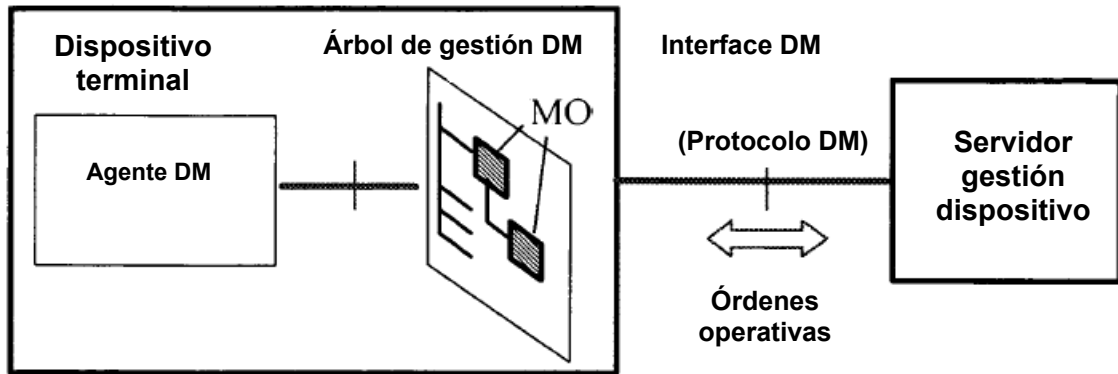 Dispositivo
terminal
Árbol de gestión DM
Interface DM
Agente DM
MO
(Protocolo DM)
Servidor
gestión
dispositivo
Órdenes
operativas